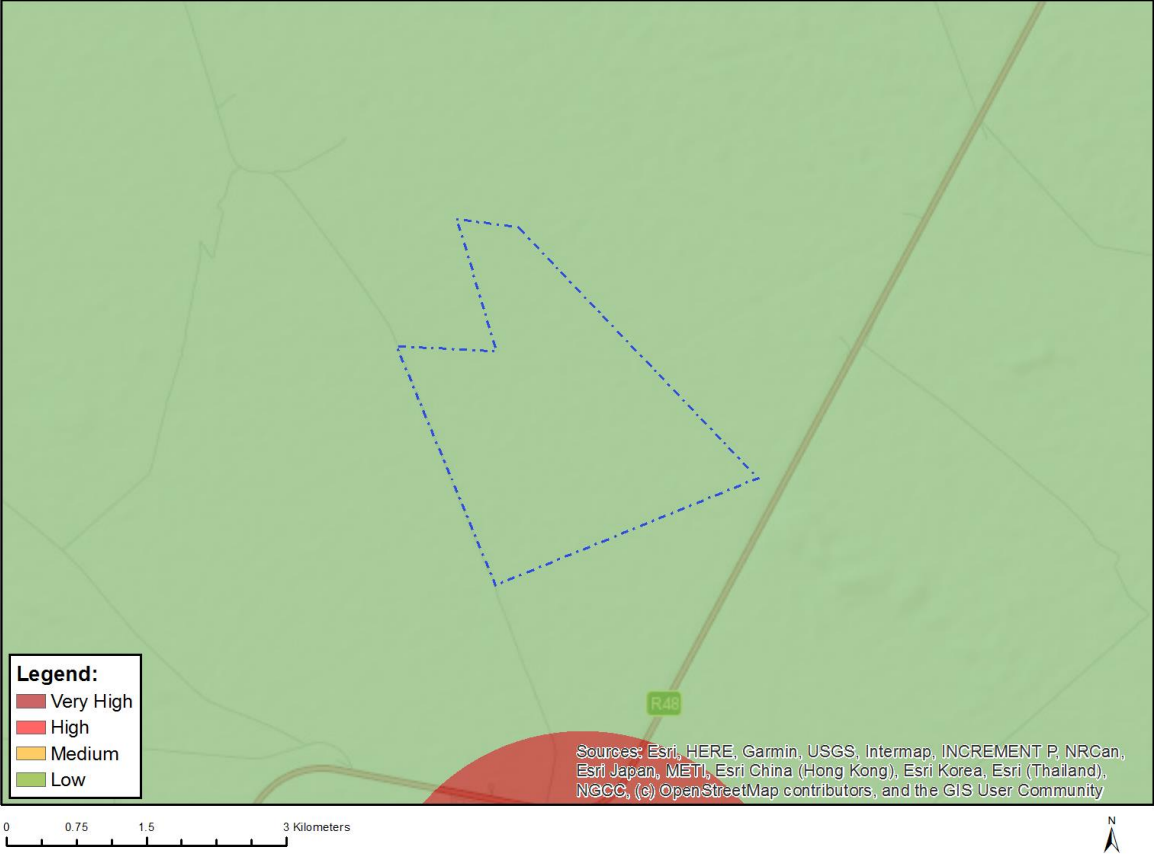 R48
Legend:
Very High
High
Medium
Low
Sources: Esri, HERE, Garmin, USGS, Intermap, INCREMENT P, NRCan,
Esri Japan, METI, Esri China (Hong Kong), Esri Korea, Esri (Thailand),
NGCC, (c) OpenStreetMap contributors, and the GIS User Community
0 0.75 1.5 3 Kilometers
N